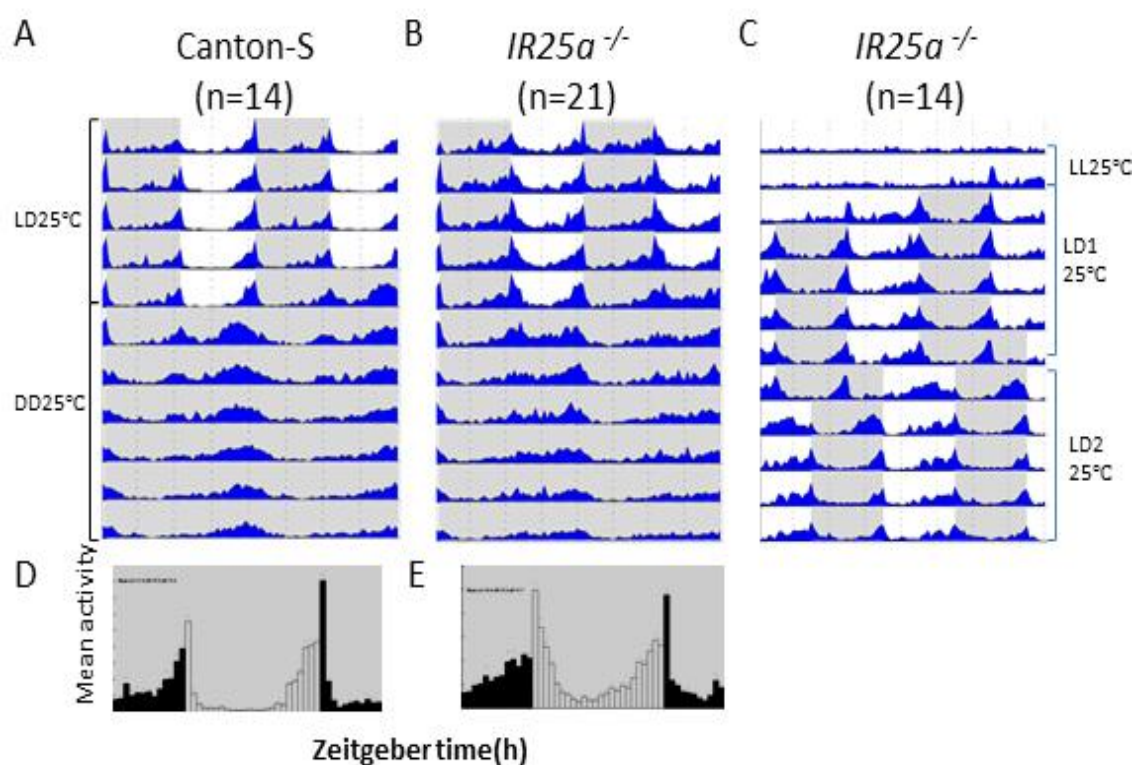 A
Canton-S
(n=14)
B
IR25a -/-
(n=21)
C
IR25a -/-
(n=14)
LD25°C
DD25°C
LL25°C
LD1
25°C
LD2
25°C
D
E
Mean activity
Zeitgeber time(h)